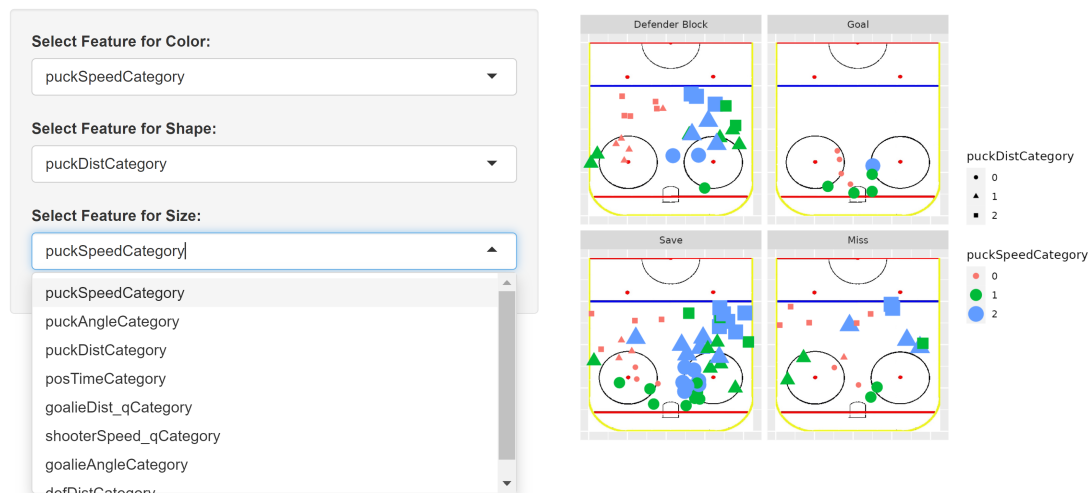 Select Feature for Color:
puckSpeedCategory
Select Feature for Shape:
puckDistCategory
Select Feature for Size:
puckSpeedCategory
puckSpeedCategory
puckAngleCategory
puckDistCategory
posTimeCategory
goalieDist_qCategory
shooterSpeed_qCategory
goalieAngleCategory
defDistCategory
Defender Block
Goal
Save
Miss
puckDistCategory
0
1
2
puckSpeedCategory
0
1
2